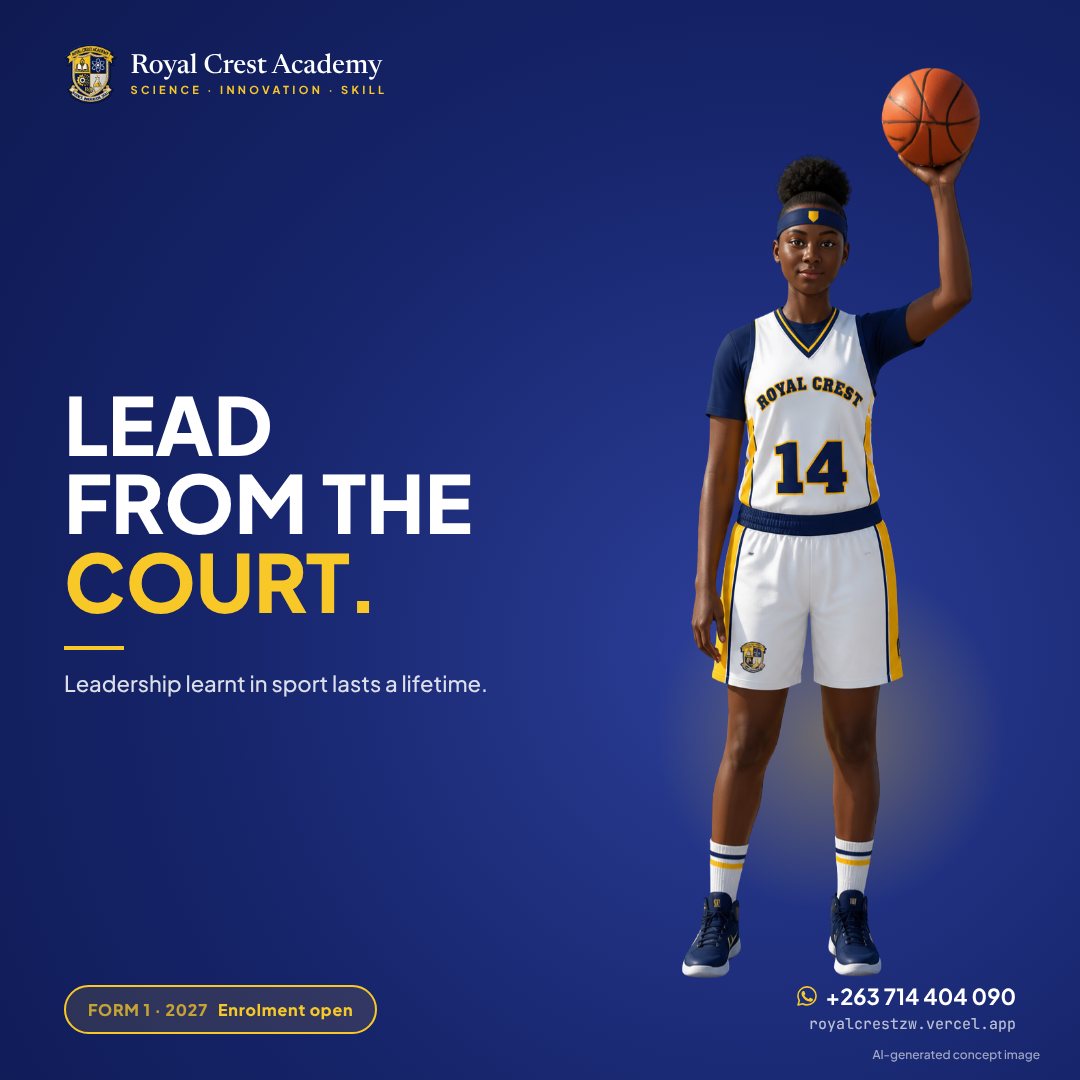 Royal Crest Academy
SCIENCE · INNOVATION · SKILL
ROYAL CREST
14
LEAD
FROM THE
COURT.
Leadership learnt in sport lasts a lifetime.
FORM 1 · 2027 Enrolment open
+263 714 404 090
royalcrestzw.vercel.app
AI-generated concept image